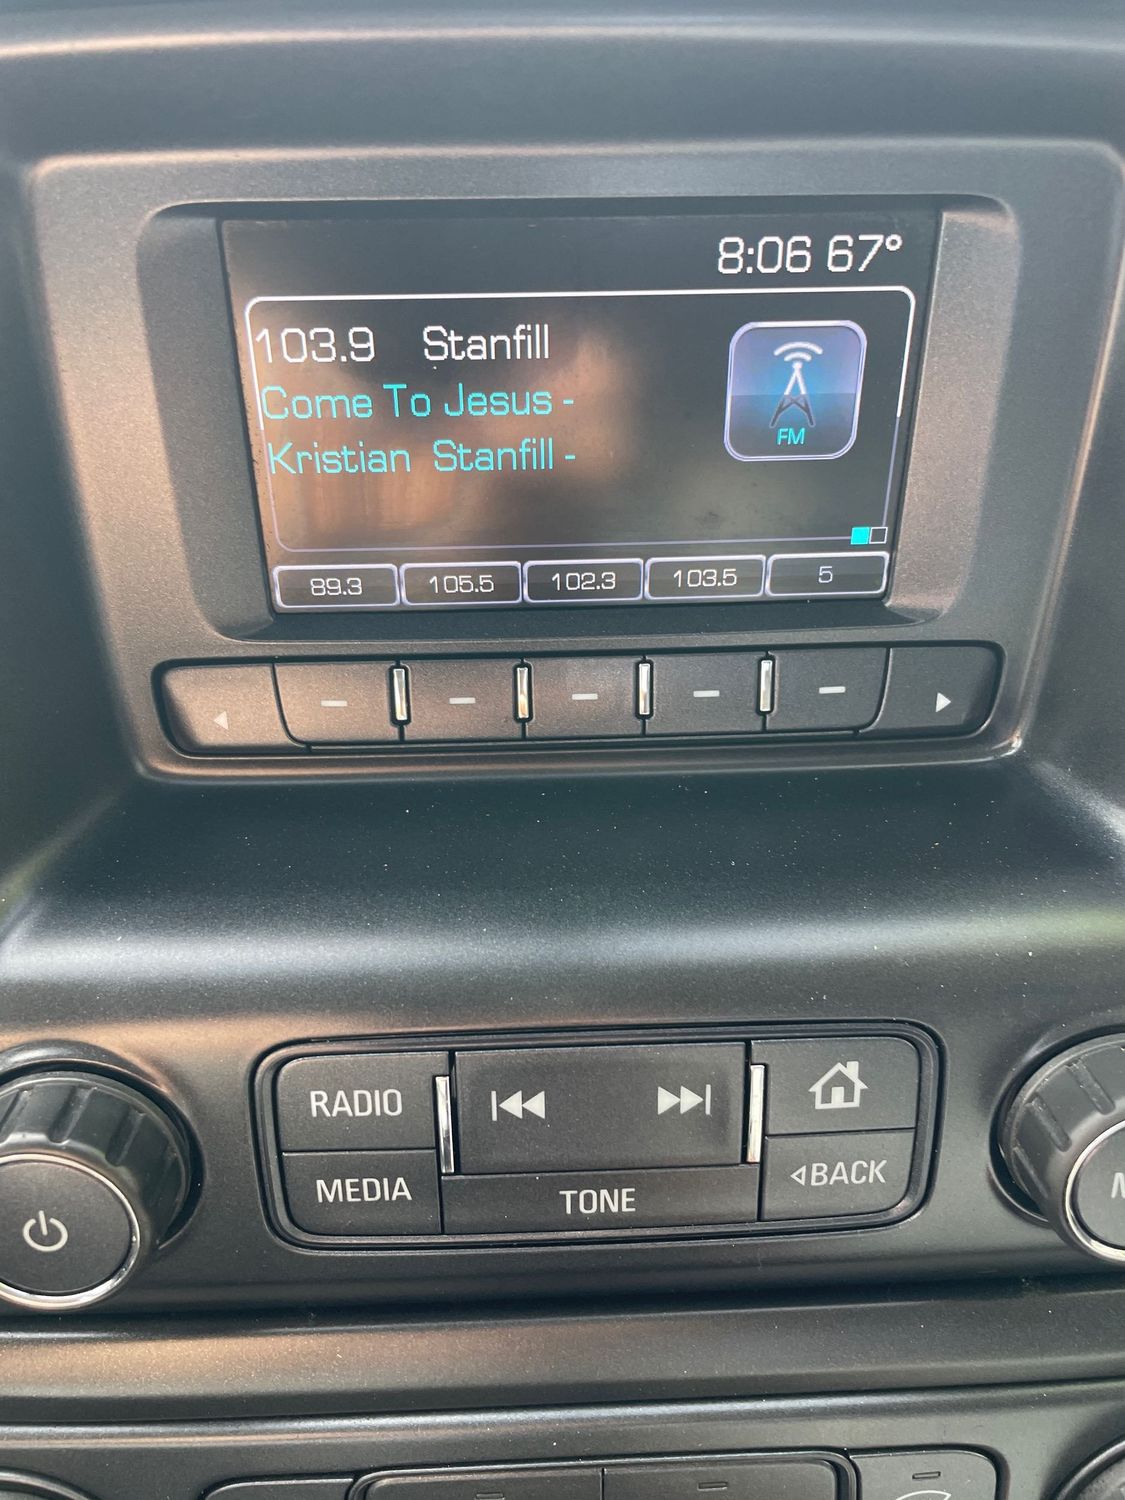 8:06 67°
103.9 Stanfill
Come To Jesus -
Kristian Stanfill -
FM
89.3 105.5 102.3 103.5 5
RADIO
MEDIA
TONE
◃BACK